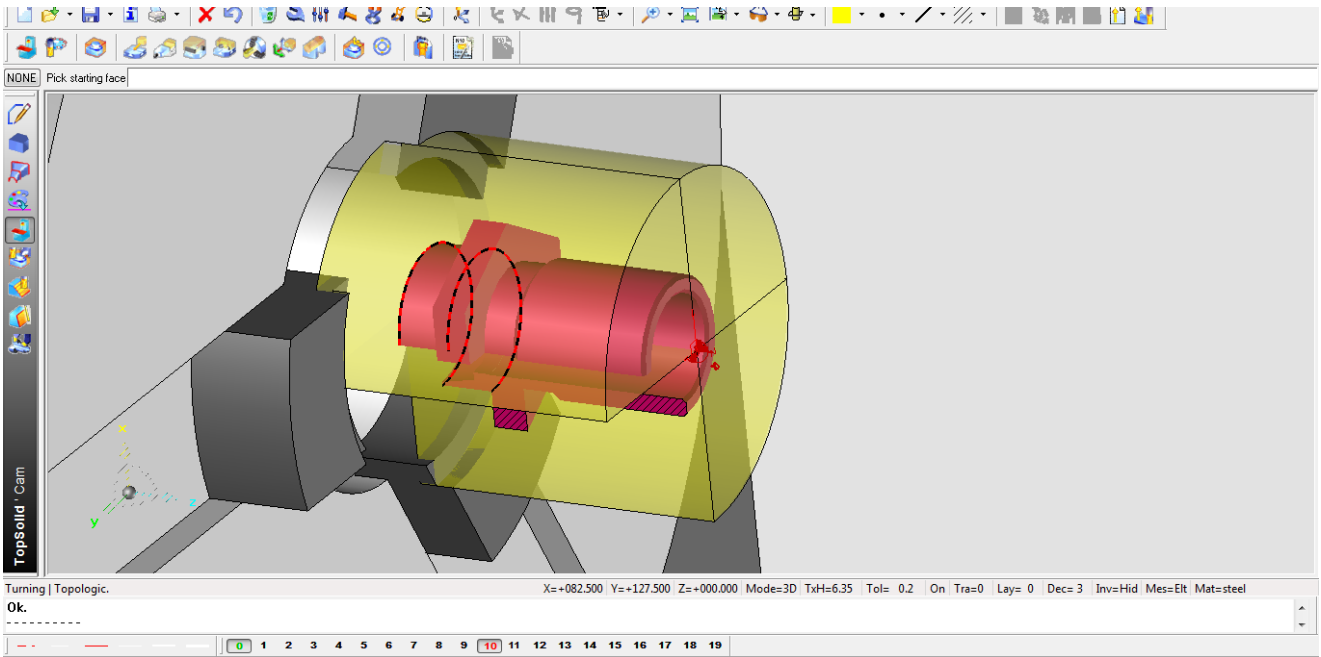 NONE Pick starting face
x
z
y
TopSolid'Cam
Turning | Topologic. X=+082.500 Y=+127.500 Z=+000.000 Mode=3D TxH=6.35 Tol= 0.2 On Tra=0 Lay= 0 Dec= 3 Inv=Hid Mes=Elt Mat=steel
Ok.
----------
0 1 2 3 4 5 6 7 8 9 10 11 12 13 14 15 16 17 18 19